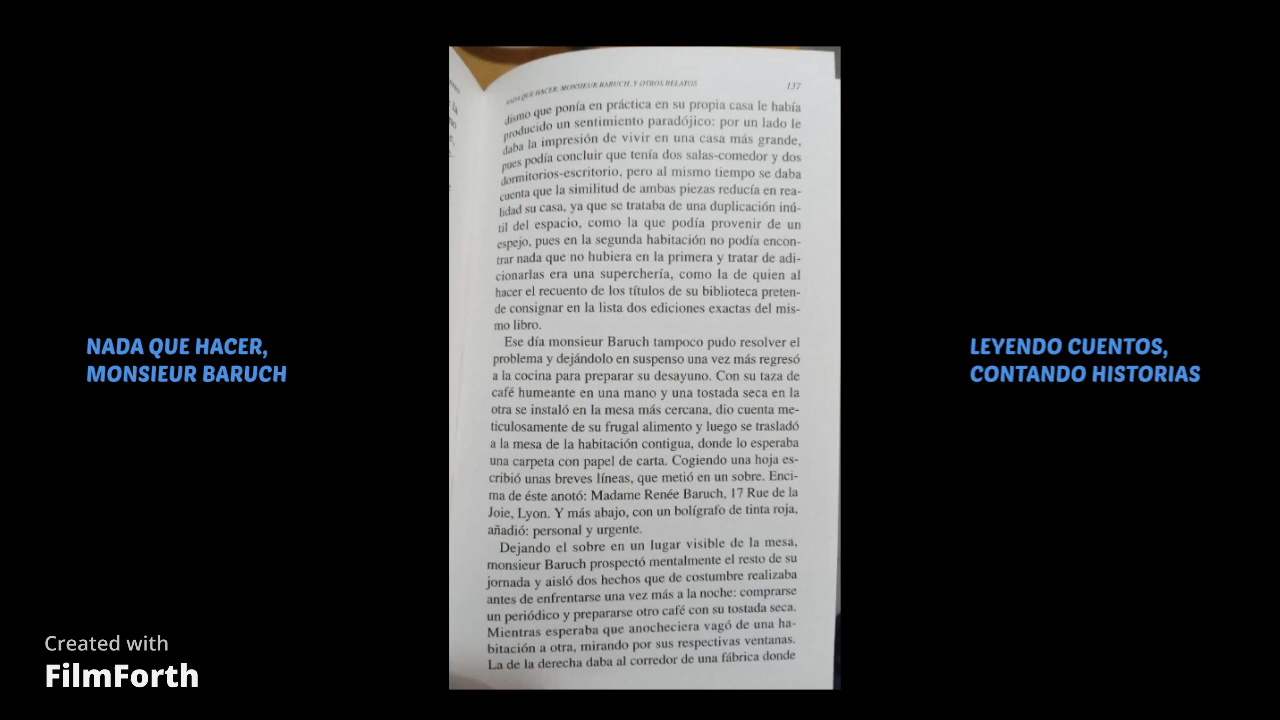 NADA QUE HACER, MONSIEUR BARUCH, Y OTROS RELATOS 137
dismo que ponía en práctica en su propia casa le había
producido un sentimiento paradójico: por un lado le
daba la impresión de vivir en una casa más grande,
pues podía concluir que tenía dos salas-comedor y dos
dormitorios-escritorio, pero al mismo tiempo se daba
cuenta que la similitud de ambas piezas reducía en rea-
lidad su casa, ya que se trataba de una duplicación inú-
til del espacio, como la que podía provenir de un
espejo, pues en la segunda habitación no podía encon-
trar nada que no hubiera en la primera y tratar de adi-
cionarlas era una superchería, como la de quien al
hacer el recuento de los títulos de su biblioteca preten-
de consignar en la lista dos ediciones exactas del mis-
mo libro.
Ese día monsieur Baruch tampoco pudo resolver el
problema y dejándolo en suspenso una vez más regresó
a la cocina para preparar su desayuno. Con su taza de
café humeante en una mano y una tostada seca en la
otra se instaló en la mesa más cercana, dio cuenta me-
ticulosamente de su frugal alimento y luego se trasladó
a la mesa de la habitación contigua, donde lo esperaba
una carpeta con papel de carta. Cogiendo una hoja es-
cribió unas breves líneas, que metió en un sobre. Enci-
ma de éste anotó: Madame Renée Baruch, 17 Rue de la
Joie, Lyon. Y más abajo, con un bolígrafo de tinta roja,
añadió: personal y urgente.
Dejando el sobre en un lugar visible de la mesa,
monsieur Baruch prospectó mentalmente el resto de su
jornada y aisló dos hechos que de costumbre realizaba
antes de enfrentarse una vez más a la noche: comprarse
un periódico y prepararse otro café con su tostada seca.
Mientras esperaba que anocheciera vagó de una ha-
bitación a otra, mirando por sus respectivas ventanas.
La de la derecha daba al corredor de una fábrica donde
NADA QUE HACER,
MONSIEUR BARUCH
LEYENDO CUENTOS,
CONTANDO HISTORIAS
Created with
FilmForth